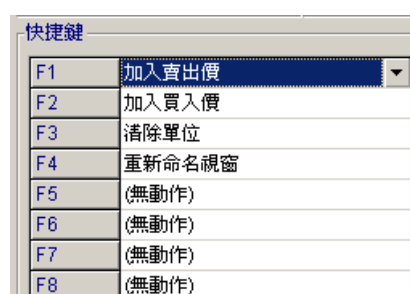 快捷鍵
F1 加入賣出價
F2 加入買入價
F3 清除單位
F4 重新命名視窗
F5 (無動作)
F6 (無動作)
F7 (無動作)
F8 (無動作)